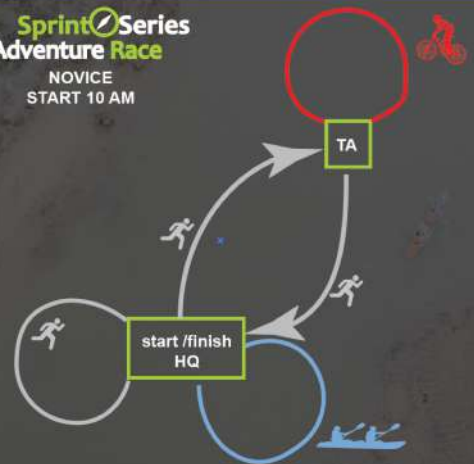 Sprint Series
Adventure Race
NOVICE
START 10 AM
TA
start /finish
HQ